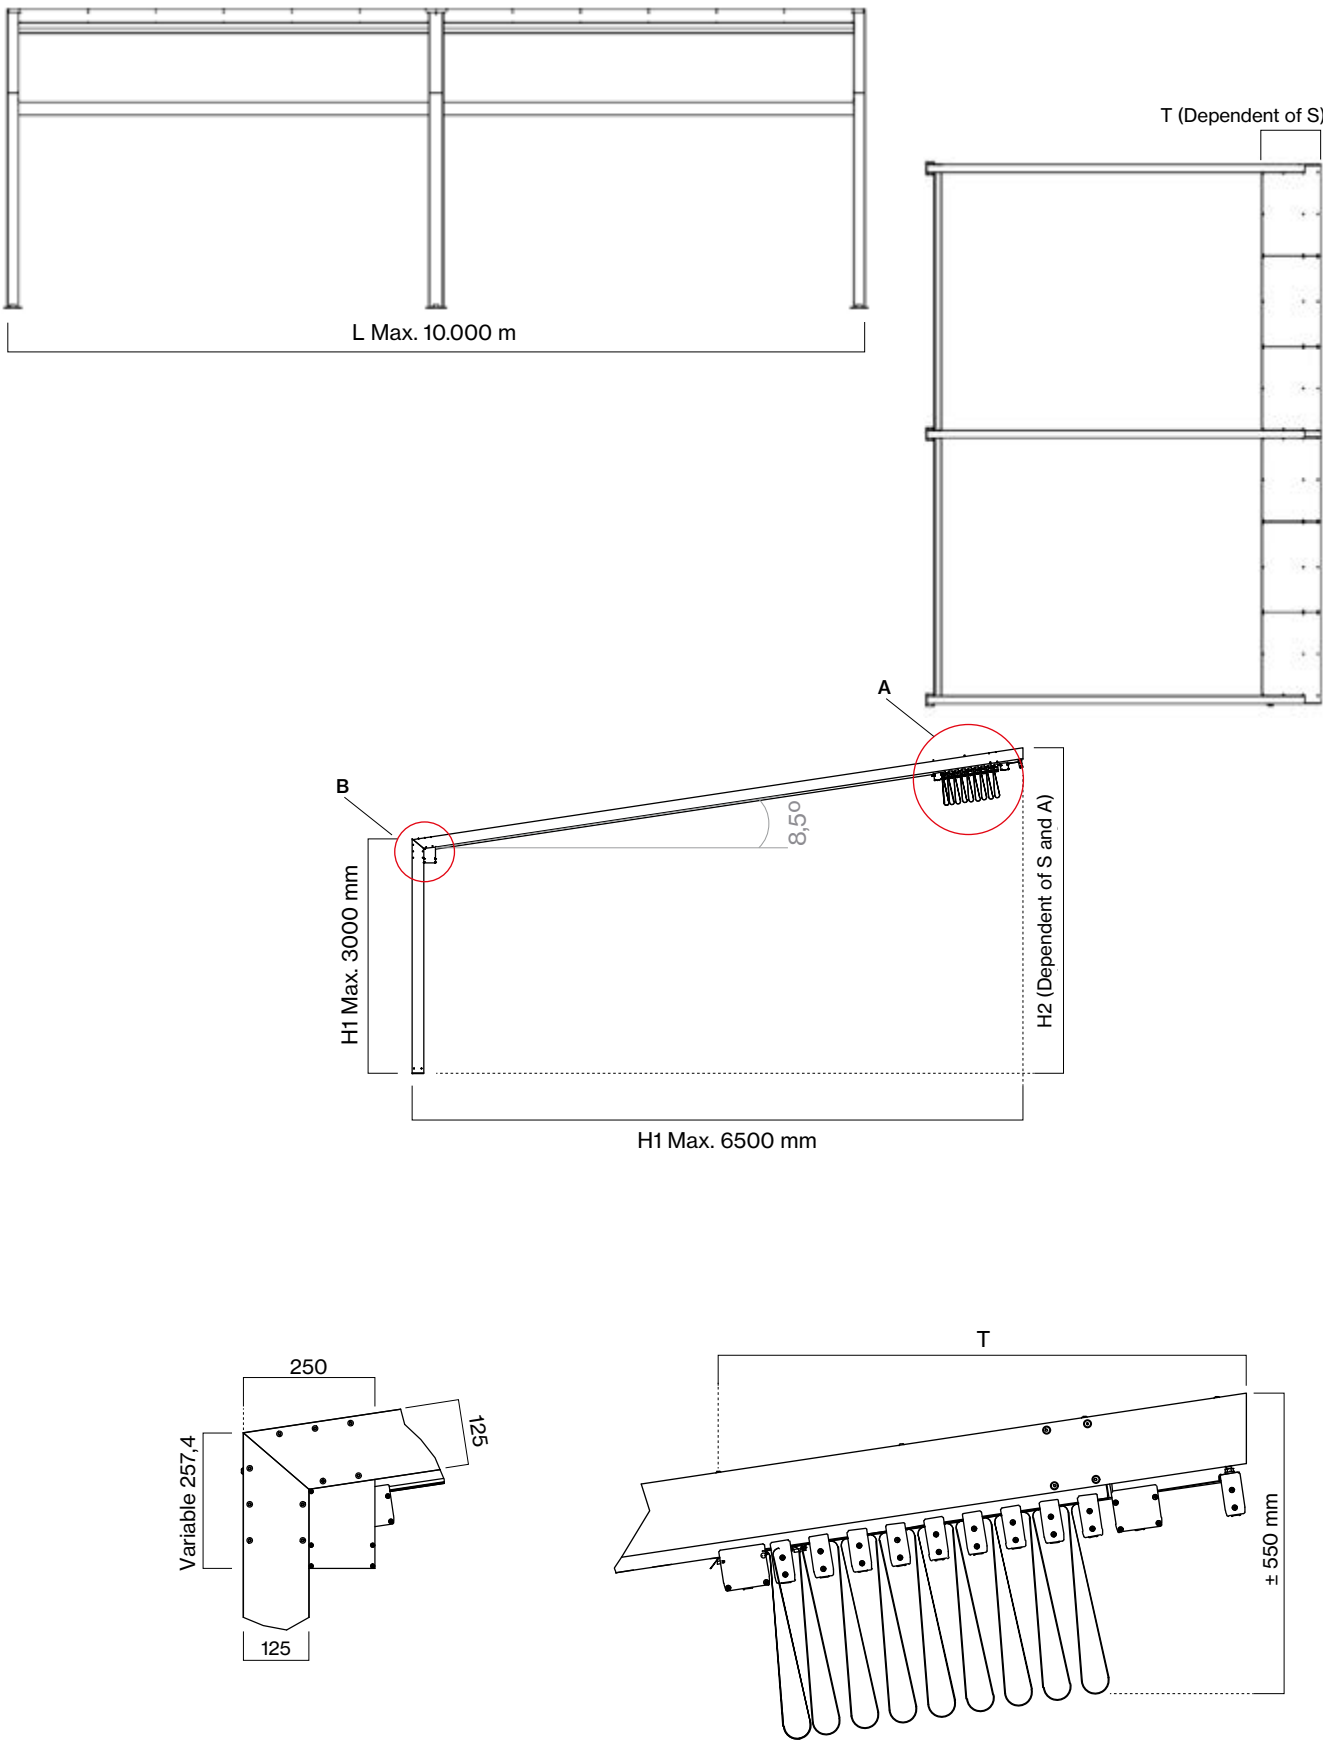 L Max. 10.000 m
T (Dependent of S)
A
B
8,5º
H1 Max. 3000 mm
H2 (Dependent of S and A)
H1 Max. 6500 mm
T
250
125
Variable 257,4
125
± 550 mm